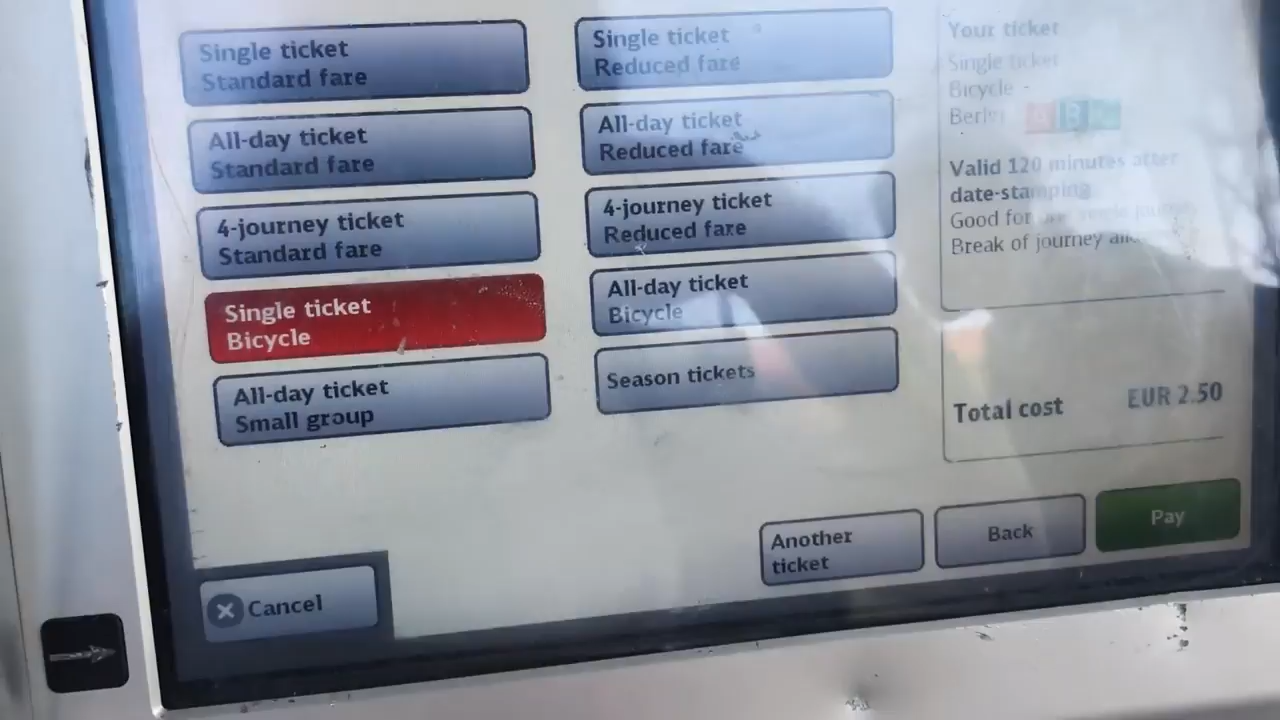 Single ticket
Standard fare
Single ticket
Reduced fare
All-day ticket
Standard fare
All-day ticket
Reduced fare
4-journey ticket
Standard fare
4-journey ticket
Reduced fare
Single ticket
Bicycle
All-day ticket
Bicycle
All-day ticket
Small group
Season tickets
Your ticket
Single ticket
Bicycle -
Berlin B
Valid 120 minutes after
date-stamping
Good for
Break of journey
Total cost EUR 2.50
Another
ticket
Back
Pay
Cancel